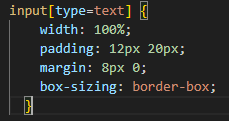 input[type=text] {
width: 100%;
padding: 12px 20px;
margin: 8px 0;
box-sizing: border-box;
}